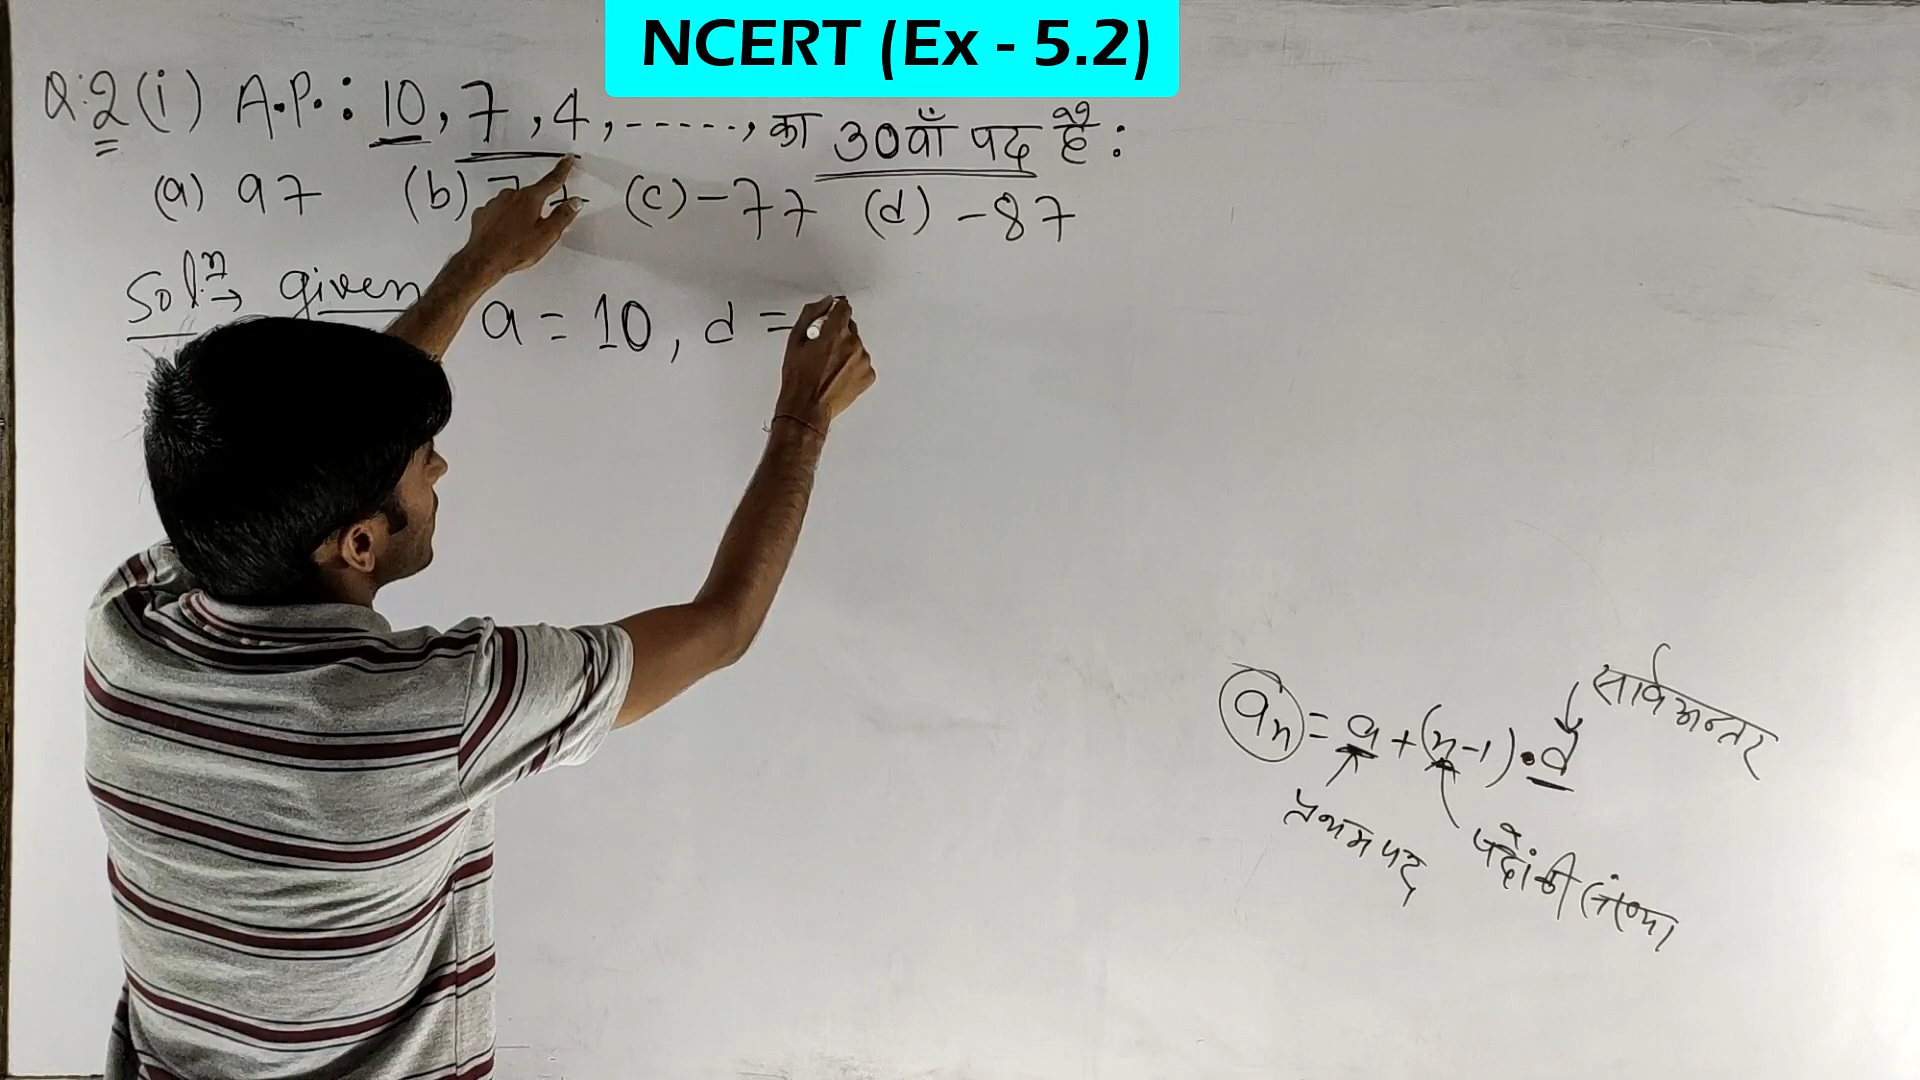 NCERT (Ex - 5.2)
Q.2 (i) A.P. : 10, 7, 4, ------, का 30वाँ पद है :
(a) 97 (b) 77 (c) -77 (d) -87
Solⁿ→ given a = 10, d =
सार्वअन्तर
aₙ = a + (n-1) . d
प्रथम पद
पदों की संख्या